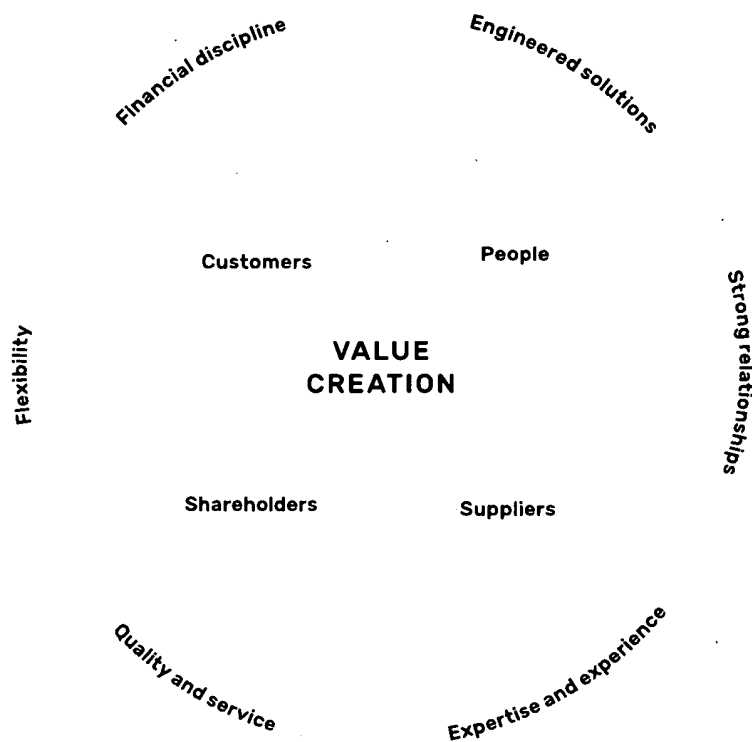 Financial discipline
Engineered solutions
Customers
People
Flexibility
VALUE
CREATION
Strong relationships
Shareholders
Suppliers
Quality and service
Expertise and experience